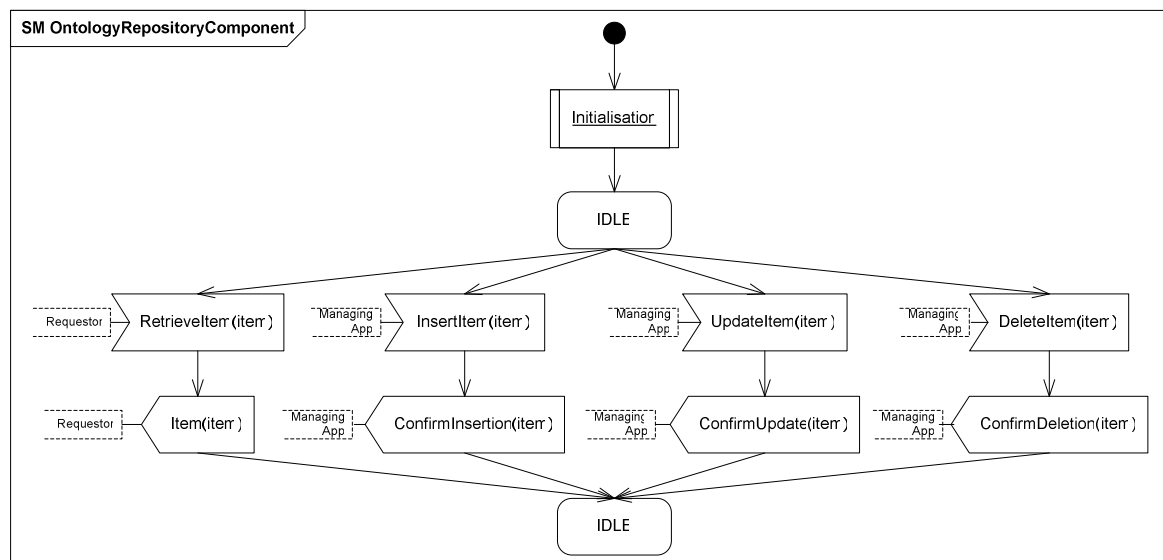 SM OntologyRepositoryComponent
Initialisation
IDLE
Requestor
RetrieveItem(item)
Managing
App
InsertItem(item)
Managing
App
UpdateItem(item)
Managing
App
DeleteItem(item)
Requestor
Item(item)
Managing
App
ConfirmInsertion(item)
Managing
App
ConfirmUpdate(item)
Managing
App
ConfirmDeletion(item)
IDLE